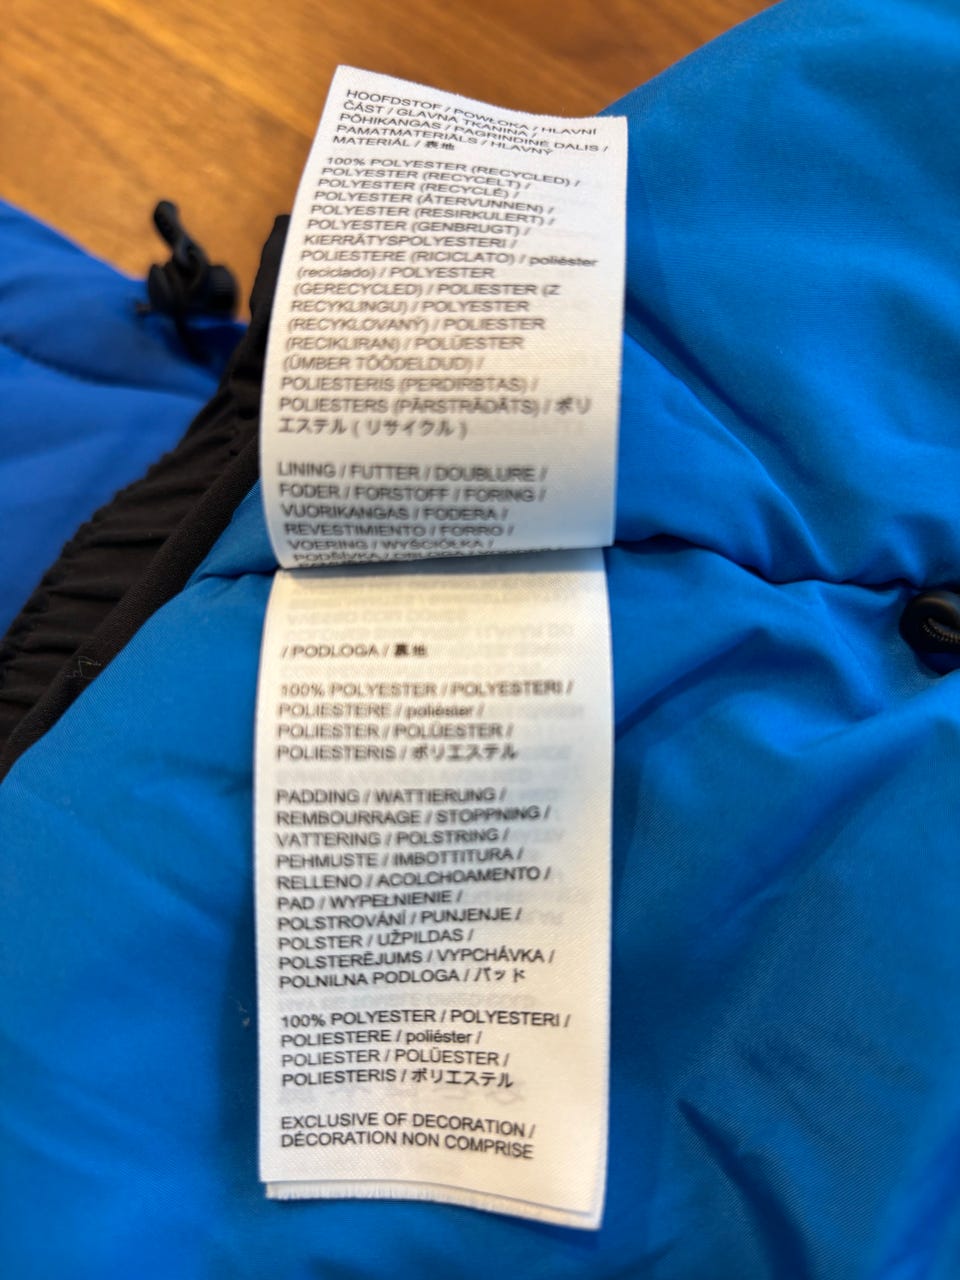 HOOFDSTOF / POWŁOKA / HLAVNÍ
ČÁST / GLAVNA TKANINA /
PÕHIKANGAS / PAGRINDINĖ DALIS /
PAMATMATERIĀLS / HLAVNÝ
MATERIÁL / 表地
100% POLYESTER (RECYCLED) /
POLYESTER (RECYCELT) /
POLYESTER (RECYCLÉ) /
POLYESTER (ÅTERVUNNEN) /
POLYESTER (RESIRKULERT) /
POLYESTER (GENBRUGT) /
KIERRÄTYSPOLYESTERI /
POLIESTERE (RICICLATO) / poliéster
(reciclado) / POLYESTER
(GERECYCLED) / POLIESTER (Z
RECYKLINGU) / POLYESTER
(RECYKLOVANÝ) / POLIESTER
(RECIKLIRAN) / POLÜESTER
(ÜMBER TÖÖDELDUD) /
POLIESTERIS (PERDIRBTAS) /
POLIESTERS (PĀRSTRĀDĀTS) / ポリ
エステル ( リサイクル )
LINING / FUTTER / DOUBLURE /
FODER / FORSTOFF / FORING /
VUORIKANGAS / FODERA /
REVESTIMIENTO / FORRO /
VOERING / WYŚCIÓŁKA /
PODŠÍVKA /
/ PODLOGA / 裏地
100% POLYESTER / POLYESTERI /
POLIESTERE / poliéster /
POLIESTER / POLÜESTER /
POLIESTERIS / ポリエステル
PADDING / WATTIERUNG /
REMBOURRAGE / STOPPNING /
VATTERING / POLSTRING /
PEHMUSTE / IMBOTTITURA /
RELLENO / ACOLCHOAMENTO /
PAD / WYPEŁNIENIE /
POLSTROVÁNÍ / PUNJENJE /
POLSTER / UŽPILDAS /
POLSTERĒJUMS / VYPCHÁVKA /
POLNILNA PODLOGA / パッド
100% POLYESTER / POLYESTERI /
POLIESTERE / poliéster /
POLIESTER / POLÜESTER /
POLIESTERIS / ポリエステル
EXCLUSIVE OF DECORATION /
DÉCORATION NON COMPRISE